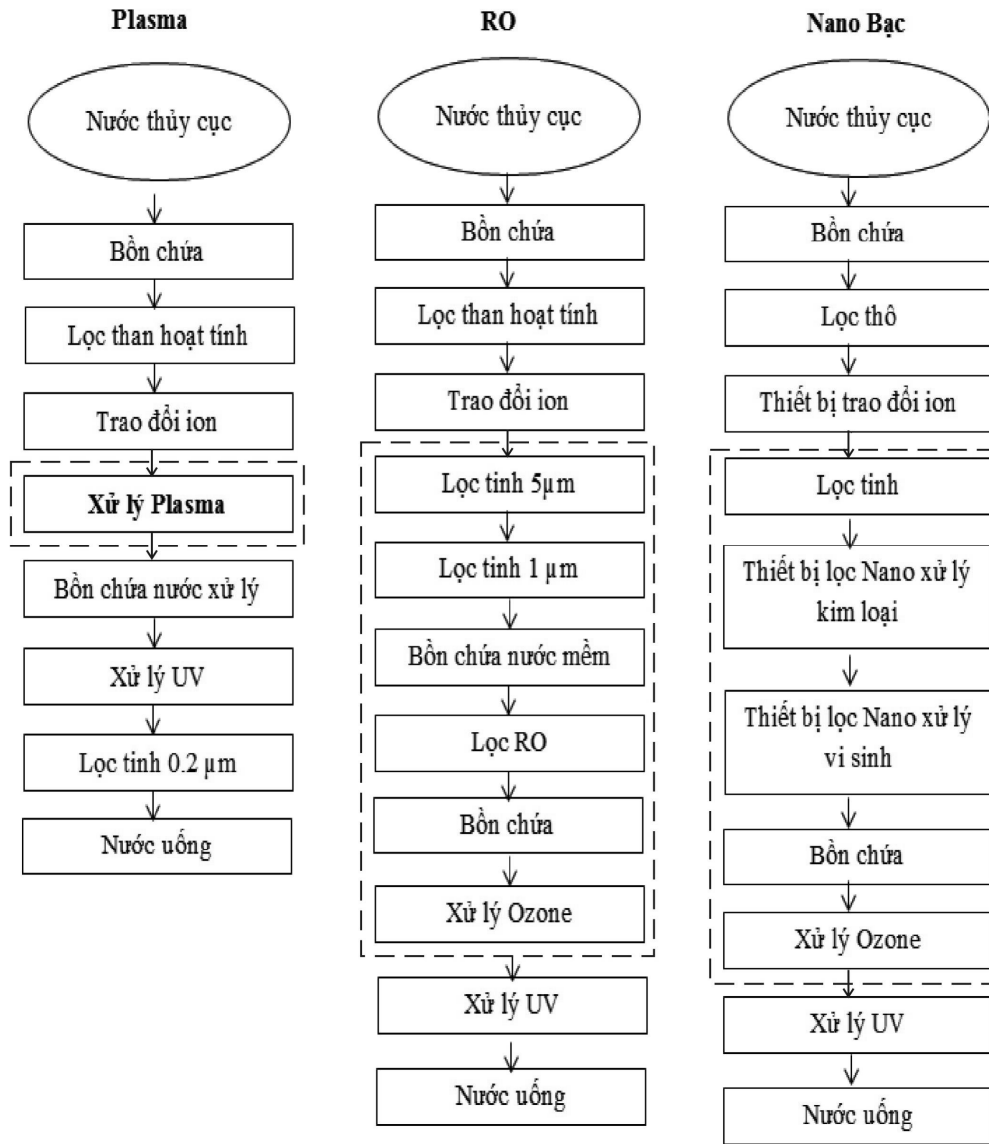 Plasma
Nước thủy cục
Bồn chứa
Lọc than hoạt tính
Trao đổi ion
Xử lý Plasma
Bồn chứa nước xử lý
Xử lý UV
Lọc tinh 0.2 µm
Nước uống
RO
Nước thủy cục
Bồn chứa
Lọc than hoạt tính
Trao đổi ion
Lọc tinh 5µm
Lọc tinh 1 µm
Bồn chứa nước mềm
Lọc RO
Bồn chứa
Xử lý Ozone
Xử lý UV
Nước uống
Nano Bạc
Nước thủy cục
Bồn chứa
Lọc thô
Thiết bị trao đổi ion
Lọc tinh
Thiết bị lọc Nano xử lý
kim loại
Thiết bị lọc Nano xử lý
vi sinh
Bồn chứa
Xử lý Ozone
Xử lý UV
Nước uống